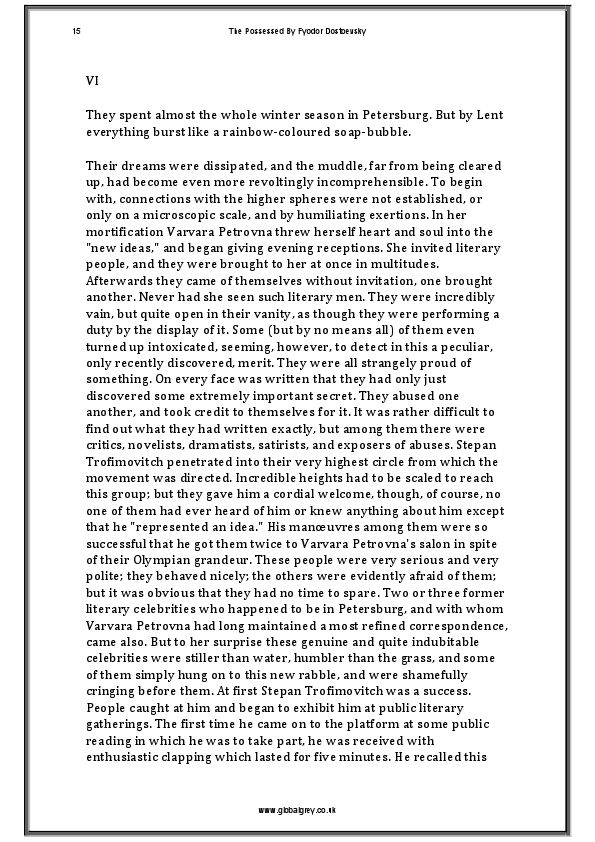 15 The Possessed By Fyodor Dostoevsky
VI
They spent almost the whole winter season in Petersburg. But by Lent
everything burst like a rainbow-coloured soap-bubble.
Their dreams were dissipated, and the muddle, far from being cleared
up, had become even more revoltingly incomprehensible. To begin
with, connections with the higher spheres were not established, or
only on a microscopic scale, and by humiliating exertions. In her
mortification Varvara Petrovna threw herself heart and soul into the
"new ideas," and began giving evening receptions. She invited literary
people, and they were brought to her at once in multitudes.
Afterwards they came of themselves without invitation, one brought
another. Never had she seen such literary men. They were incredibly
vain, but quite open in their vanity, as though they were performing a
duty by the display of it. Some (but by no means all) of them even
turned up intoxicated, seeming, however, to detect in this a peculiar,
only recently discovered, merit. They were all strangely proud of
something. On every face was written that they had only just
discovered some extremely important secret. They abused one
another, and took credit to themselves for it. It was rather difficult to
find out what they had written exactly, but among them there were
critics, novelists, dramatists, satirists, and exposers of abuses. Stepan
Trofimovitch penetrated into their very highest circle from which the
movement was directed. Incredible heights had to be scaled to reach
this group; but they gave him a cordial welcome, though, of course, no
one of them had ever heard of him or knew anything about him except
that he "represented an idea." His manœuvres among them were so
successful that he got them twice to Varvara Petrovna's salon in spite
of their Olympian grandeur. These people were very serious and very
polite; they behaved nicely; the others were evidently afraid of them;
but it was obvious that they had no time to spare. Two or three former
literary celebrities who happened to be in Petersburg, and with whom
Varvara Petrovna had long maintained a most refined correspondence,
came also. But to her surprise these genuine and quite indubitable
celebrities were stiller than water, humbler than the grass, and some
of them simply hung on to this new rabble, and were shamefully
cringing before them. At first Stepan Trofimovitch was a success.
People caught at him and began to exhibit him at public literary
gatherings. The first time he came on to the platform at some public
reading in which he was to take part, he was received with
enthusiastic clapping which lasted for five minutes. He recalled this
www.globalgrey.co.uk